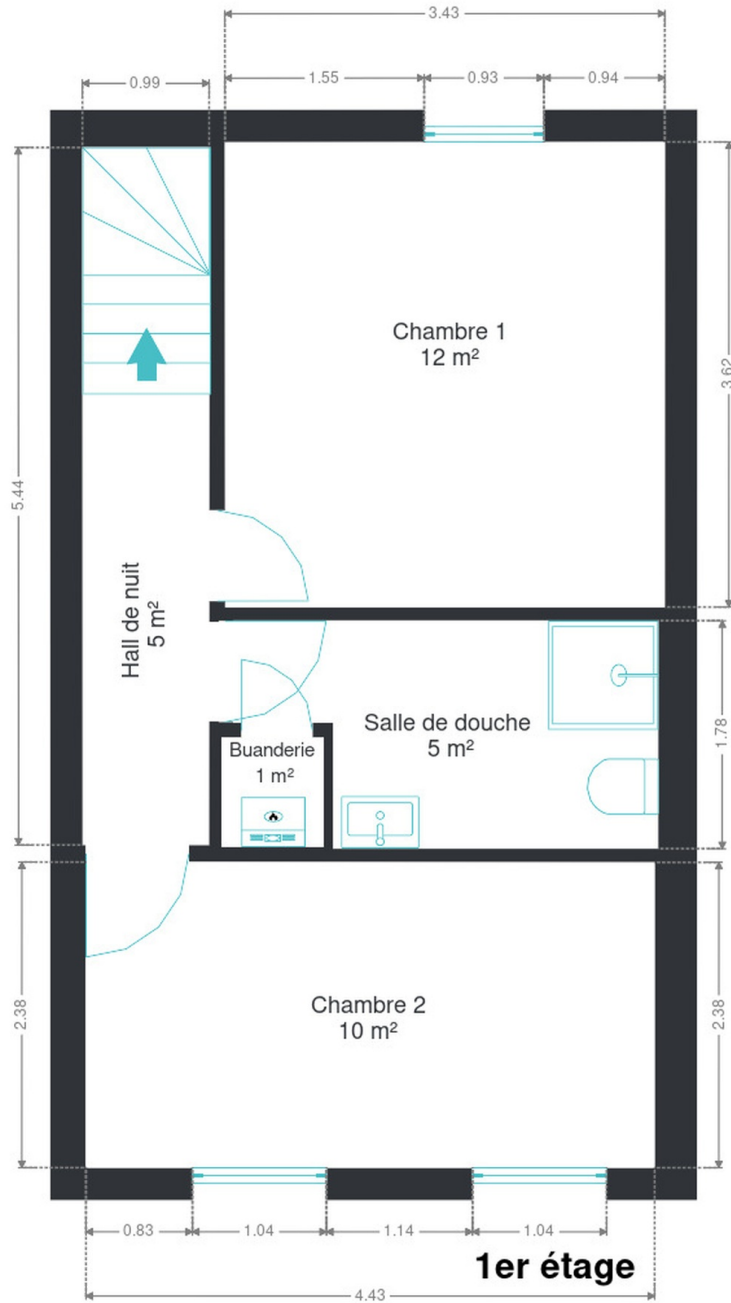 3.43
0.99
1.55
0.93
0.94
Chambre 1
12 m²
3.62
5.44
Hall de nuit
5 m²
Salle de douche
5 m²
Buanderie
1 m²
1.78
2.38
Chambre 2
10 m²
2.38
0.83
1.04
1.14
1.04
1er étage
4.43